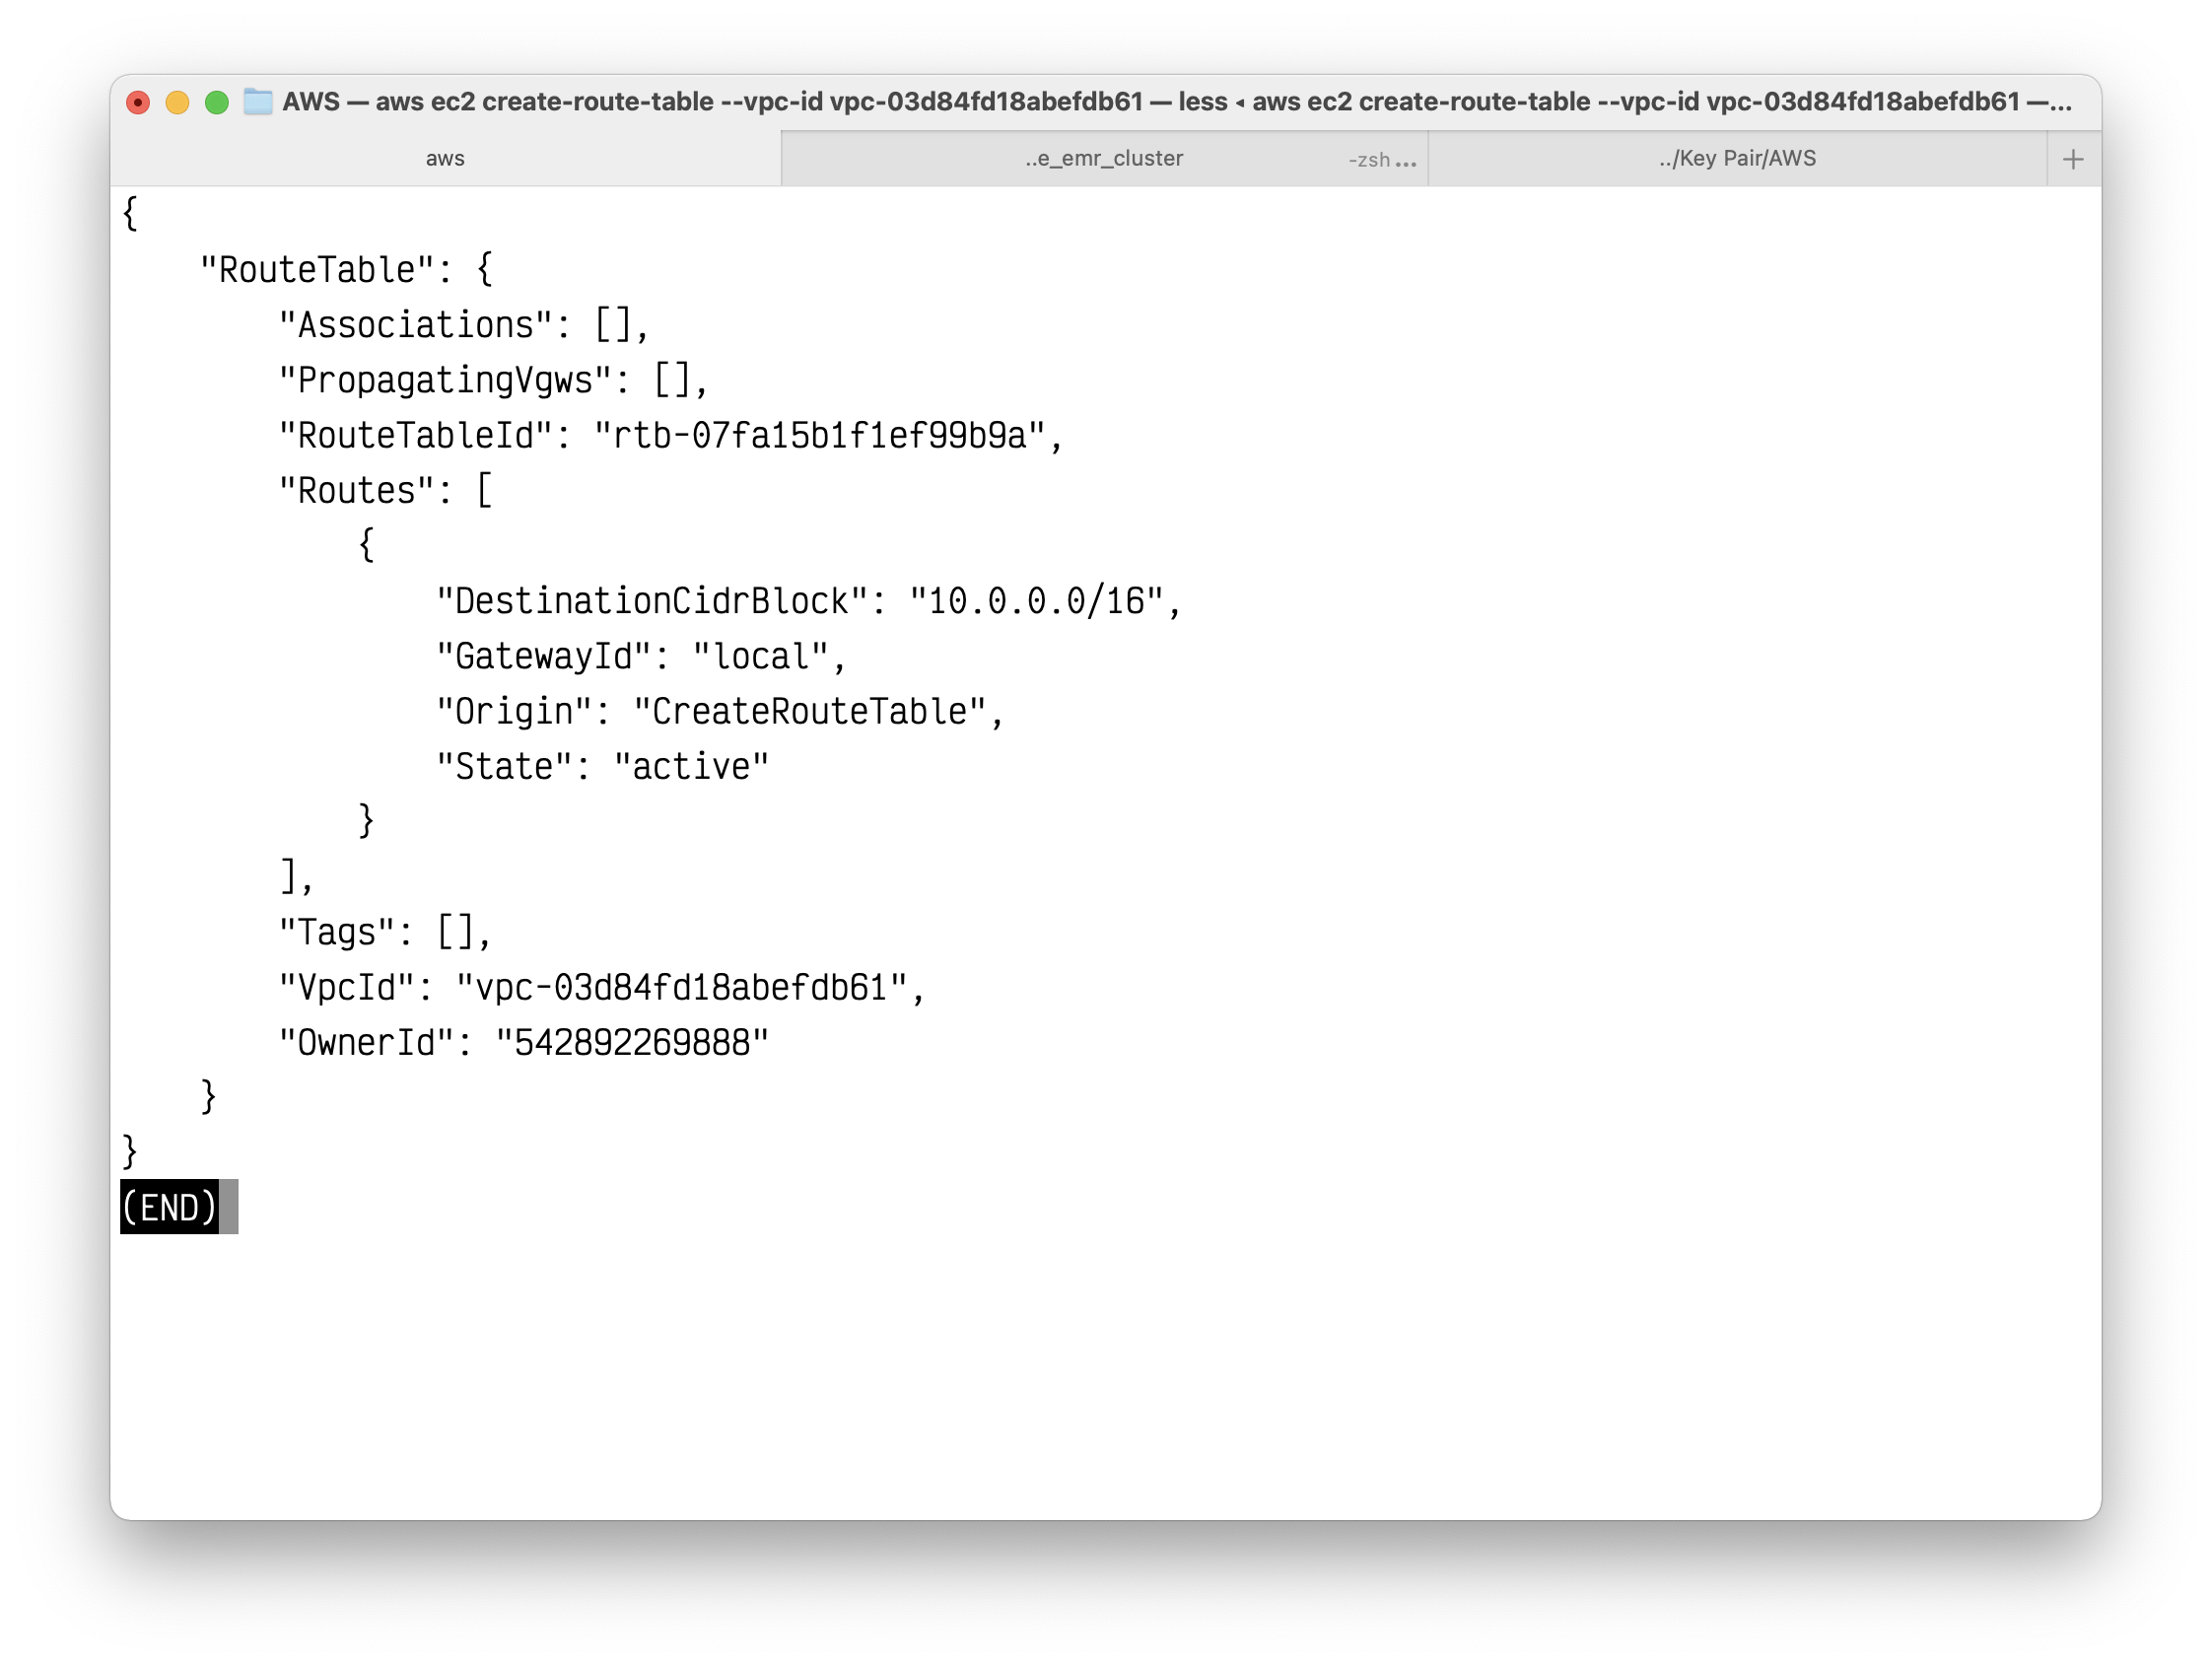 AWS — aws ec2 create-route-table --vpc-id vpc-03d84fd18abefdb61 — less ◂ aws ec2 create-route-table --vpc-id vpc-03d84fd18abefdb61 —...
aws ..e_emr_cluster -zsh ... ../Key Pair/AWS +
{
    "RouteTable": {
        "Associations": [],
        "PropagatingVgws": [],
        "RouteTableId": "rtb-07fa15b1f1ef99b9a",
        "Routes": [
            {
                "DestinationCidrBlock": "10.0.0.0/16",
                "GatewayId": "local",
                "Origin": "CreateRouteTable",
                "State": "active"
            }
        ],
        "Tags": [],
        "VpcId": "vpc-03d84fd18abefdb61",
        "OwnerId": "542892269888"
    }
}
(END)